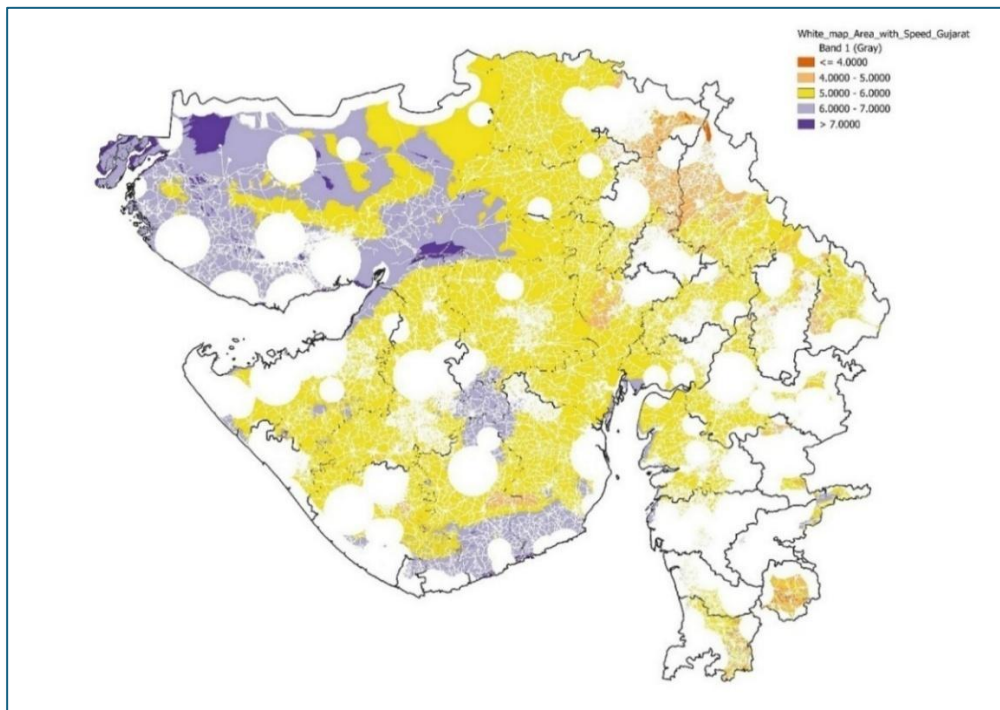 White_map_Area_with_Speed_Gujarat
Band 1 (Gray)
<= 4.0000
4.0000 - 5.0000
5.0000 - 6.0000
6.0000 - 7.0000
> 7.0000